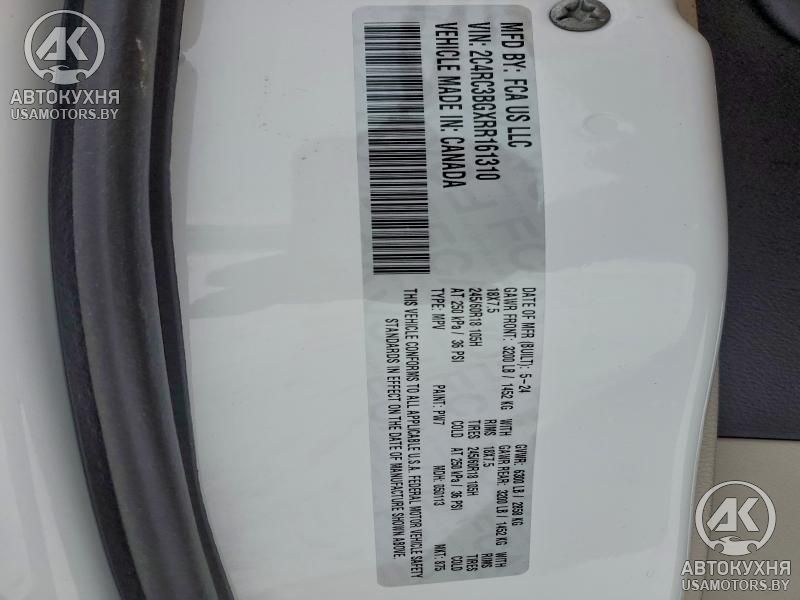 MFD BY: FCA US LLC
VIN: 2C4RC3BGXRR161310
VEHICLE MADE IN: CANADA
DATE OF MFR (BUILT): 5-24 GVWR: 6300 LB / 2858 KG
GAWR FRONT: 3200 LB / 1452 KG WITH GAWR REAR: 3200 LB / 1452 KG WITH
18X7.5 RIMS 18X7.5 RIMS
245/60R18 105H TIRES 245/60R18 105H TIRES
AT 250 kPa / 36 PSI COLD AT 250 kPa / 36 PSI COLD
TYPE: MPV PAINT: PW7 MDH: 050113 MKT: S75
THIS VEHICLE CONFORMS TO ALL APPLICABLE U.S.A. FEDERAL MOTOR VEHICLE SAFETY
STANDARDS IN EFFECT ON THE DATE OF MANUFACTURE SHOWN ABOVE.
АК
АВТОКУХНЯ
USAMOTORS.BY
АК
АВТОКУХНЯ
USAMOTORS.BY